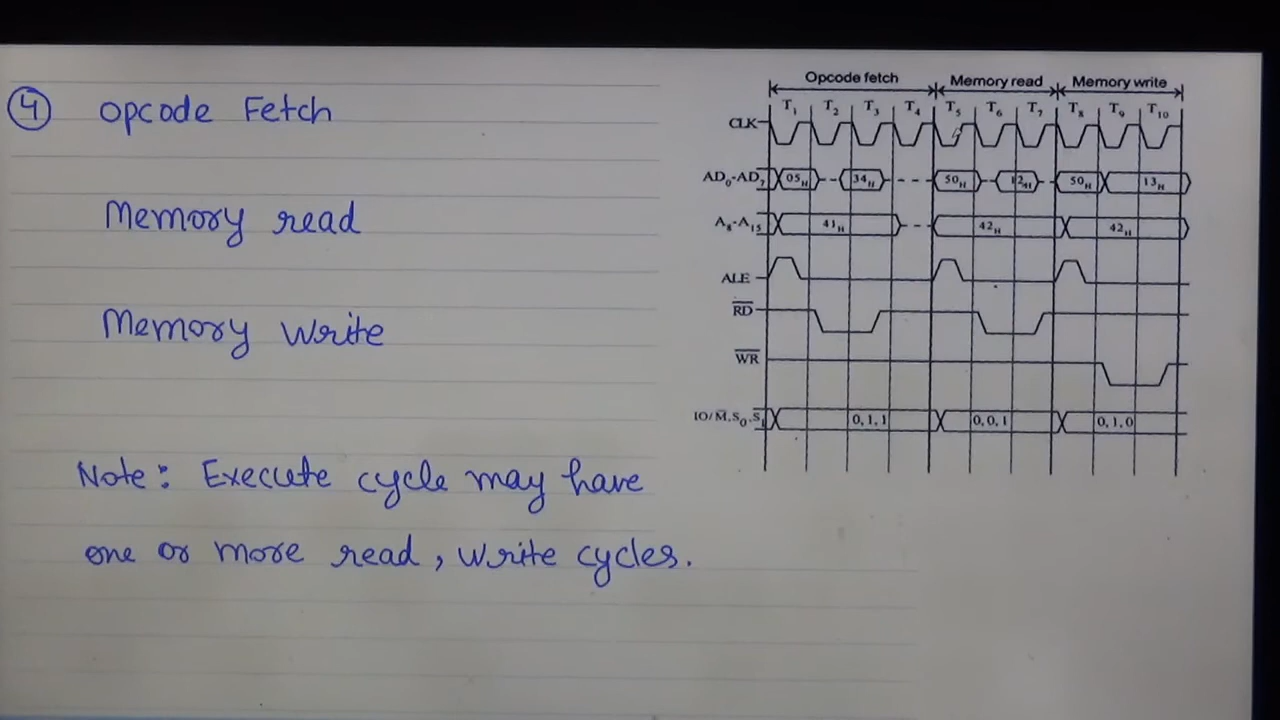 ④ Opcode Fetch
Memory read
Memory Write
Note: Execute cycle may have
one or more read, Write cycles.
Opcode fetch Memory read Memory write
T₁ T₂ T₃ T₄ T₅ T₆ T₇ T₈ T₉ T₁₀
CLK
AD₀-AD₇ 05H 34H 50H 12H 50H 13H
A₈-A₁₅ 41H 42H 42H
ALE
R̅D̅
W̅R̅
IO/M̅,S₀,S₁ 0,1,1 0,0,1 0,1,0